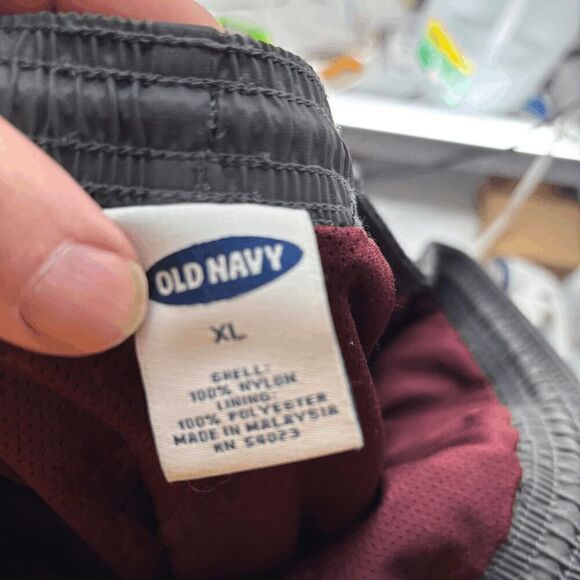 OLD NAVY
XL
SHELL:
100% NYLON
LINING:
100% POLYESTER
MADE IN MALAYSIA
RN 54023